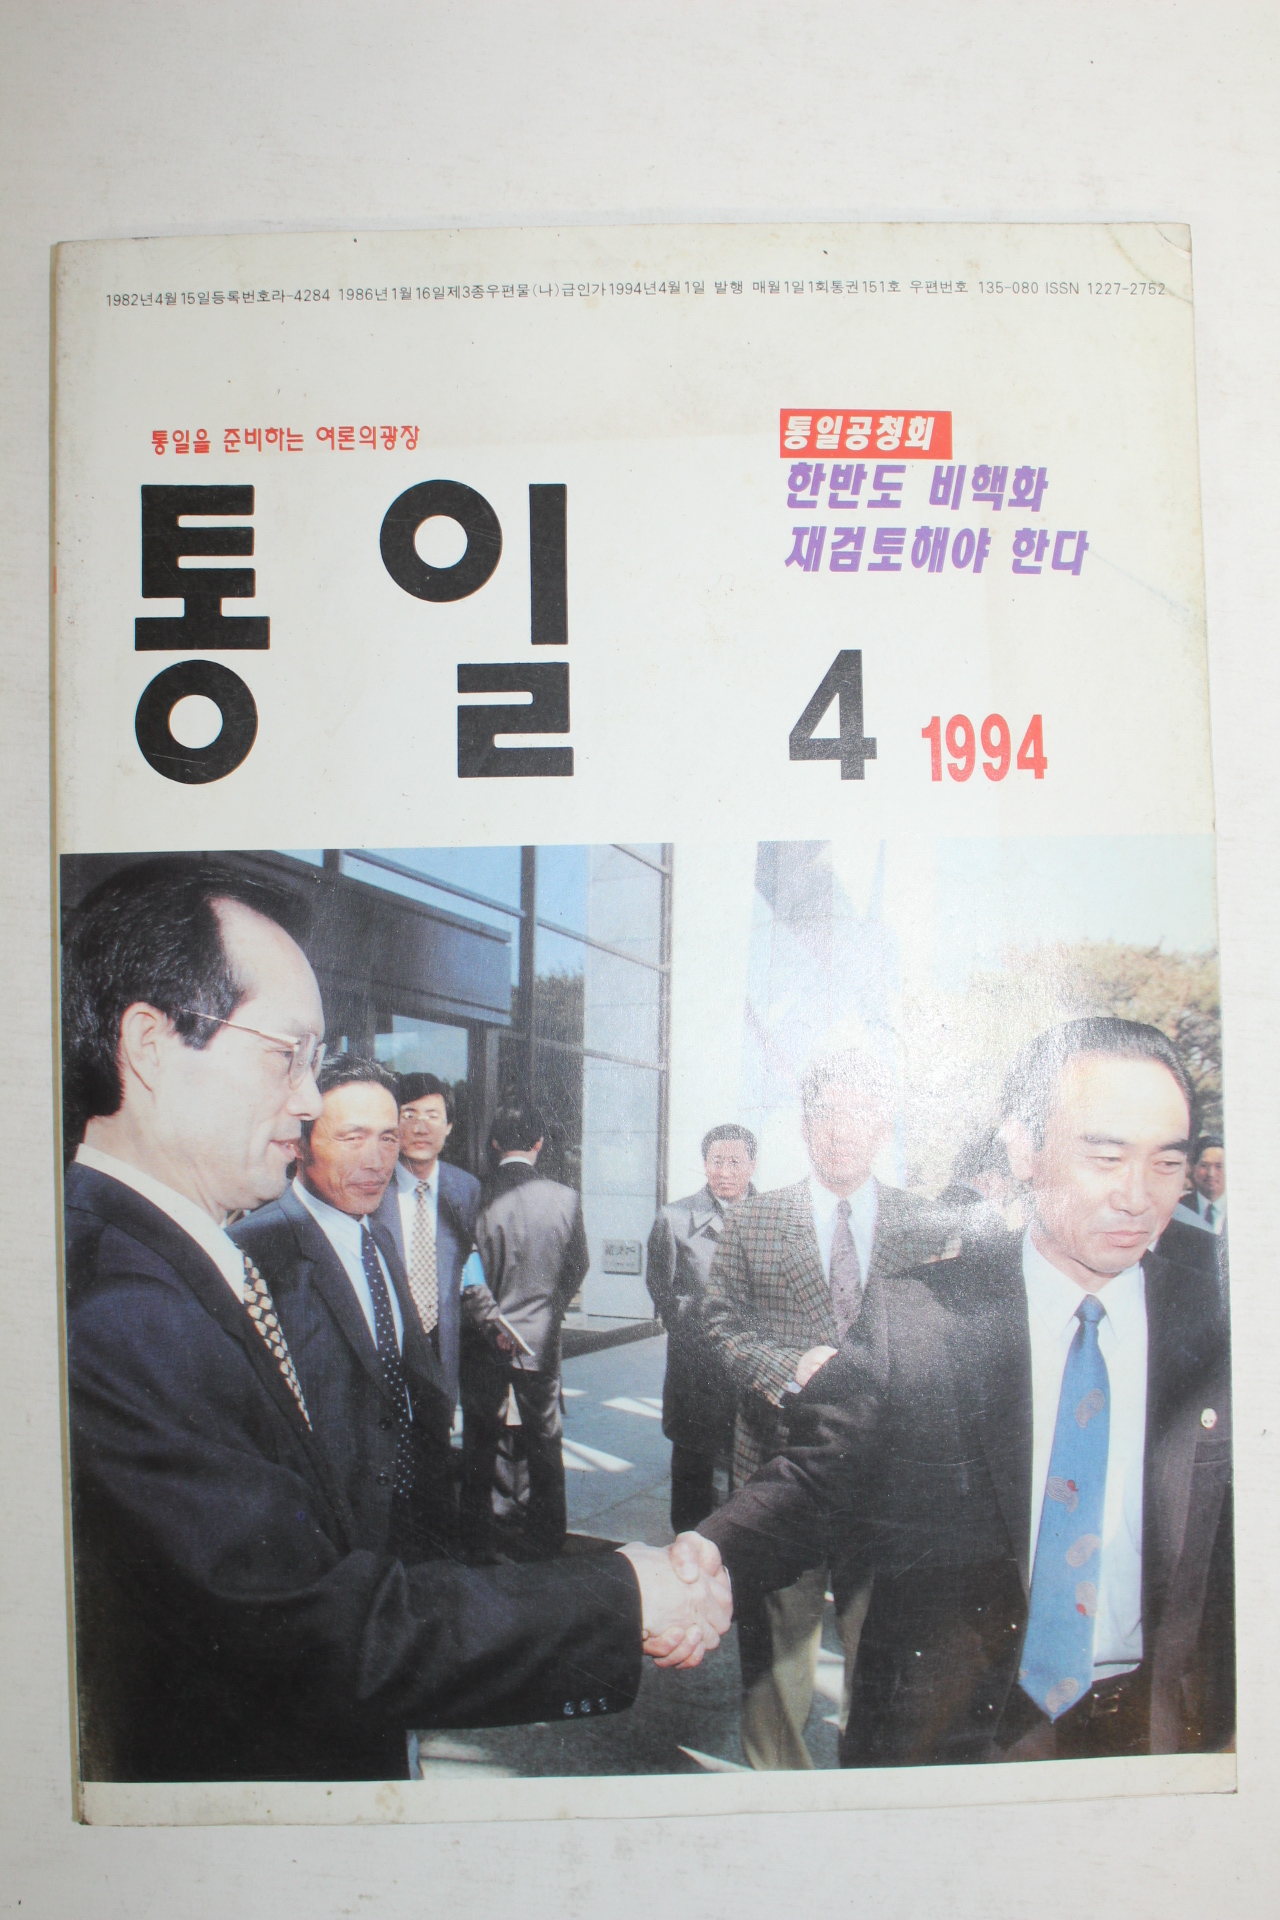 1982년4월15일등록번호라-4284 1986년1월16일제3종우편물(나)급인가1994년4월1일 발행 매월1일1회통권151호 우편번호 135-080 ISSN 1227-2752
통일을 준비하는 여론의광장
통일
통일공청회
한반도 비핵화
재검토해야 한다
4 1994